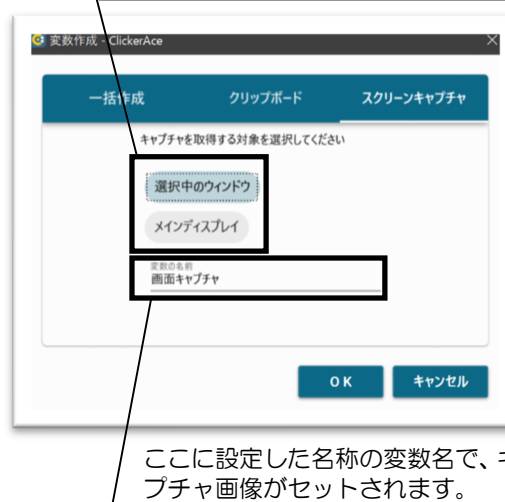 変数作成 - ClickerAce
一括作成 クリップボード スクリーンキャプチャ
キャプチャを取得する対象を選択してください
選択中のウィンドウ
メインディスプレイ
変数の名前
画面キャプチャ
OK キャンセル
ここに設定した名称の変数名で、キ
プチャ画像がセットされます。